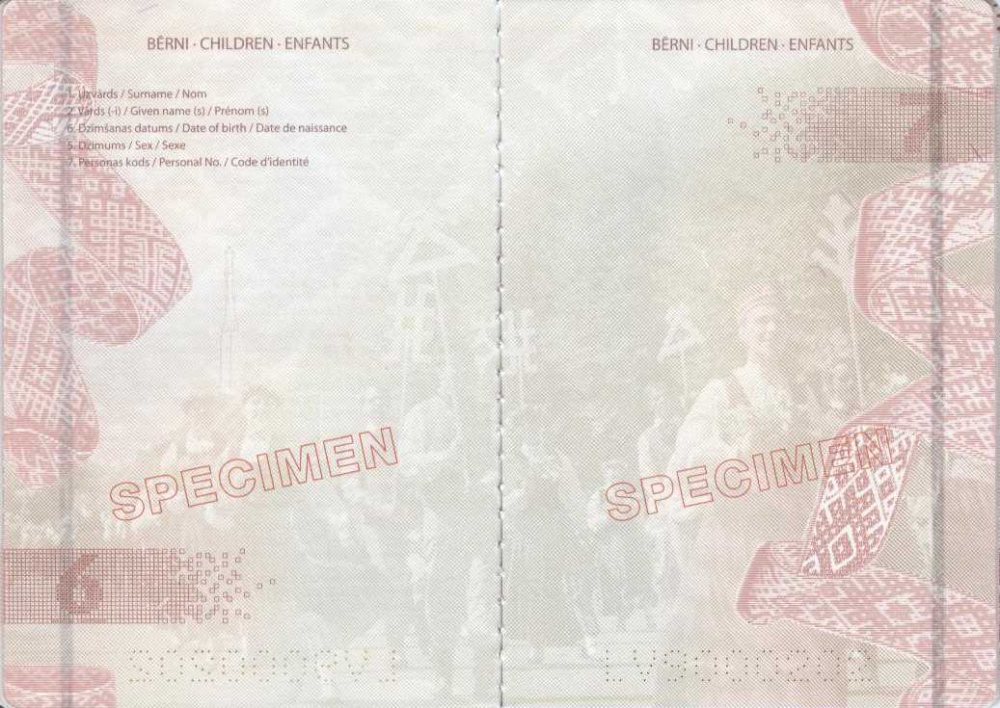 BĒRNI · CHILDREN · ENFANTS
1. Uzvārds / Surname / Nom
2. Vārds (-i) / Given name (s) / Prénom (s)
6. Dzimšanas datums / Date of birth / Date de naissance
5. Dzimums / Sex / Sexe
7. Personas kods / Personal No. / Code d'identité
SPECIMEN
6
BĒRNI · CHILDREN · ENFANTS
7
SPECIMEN